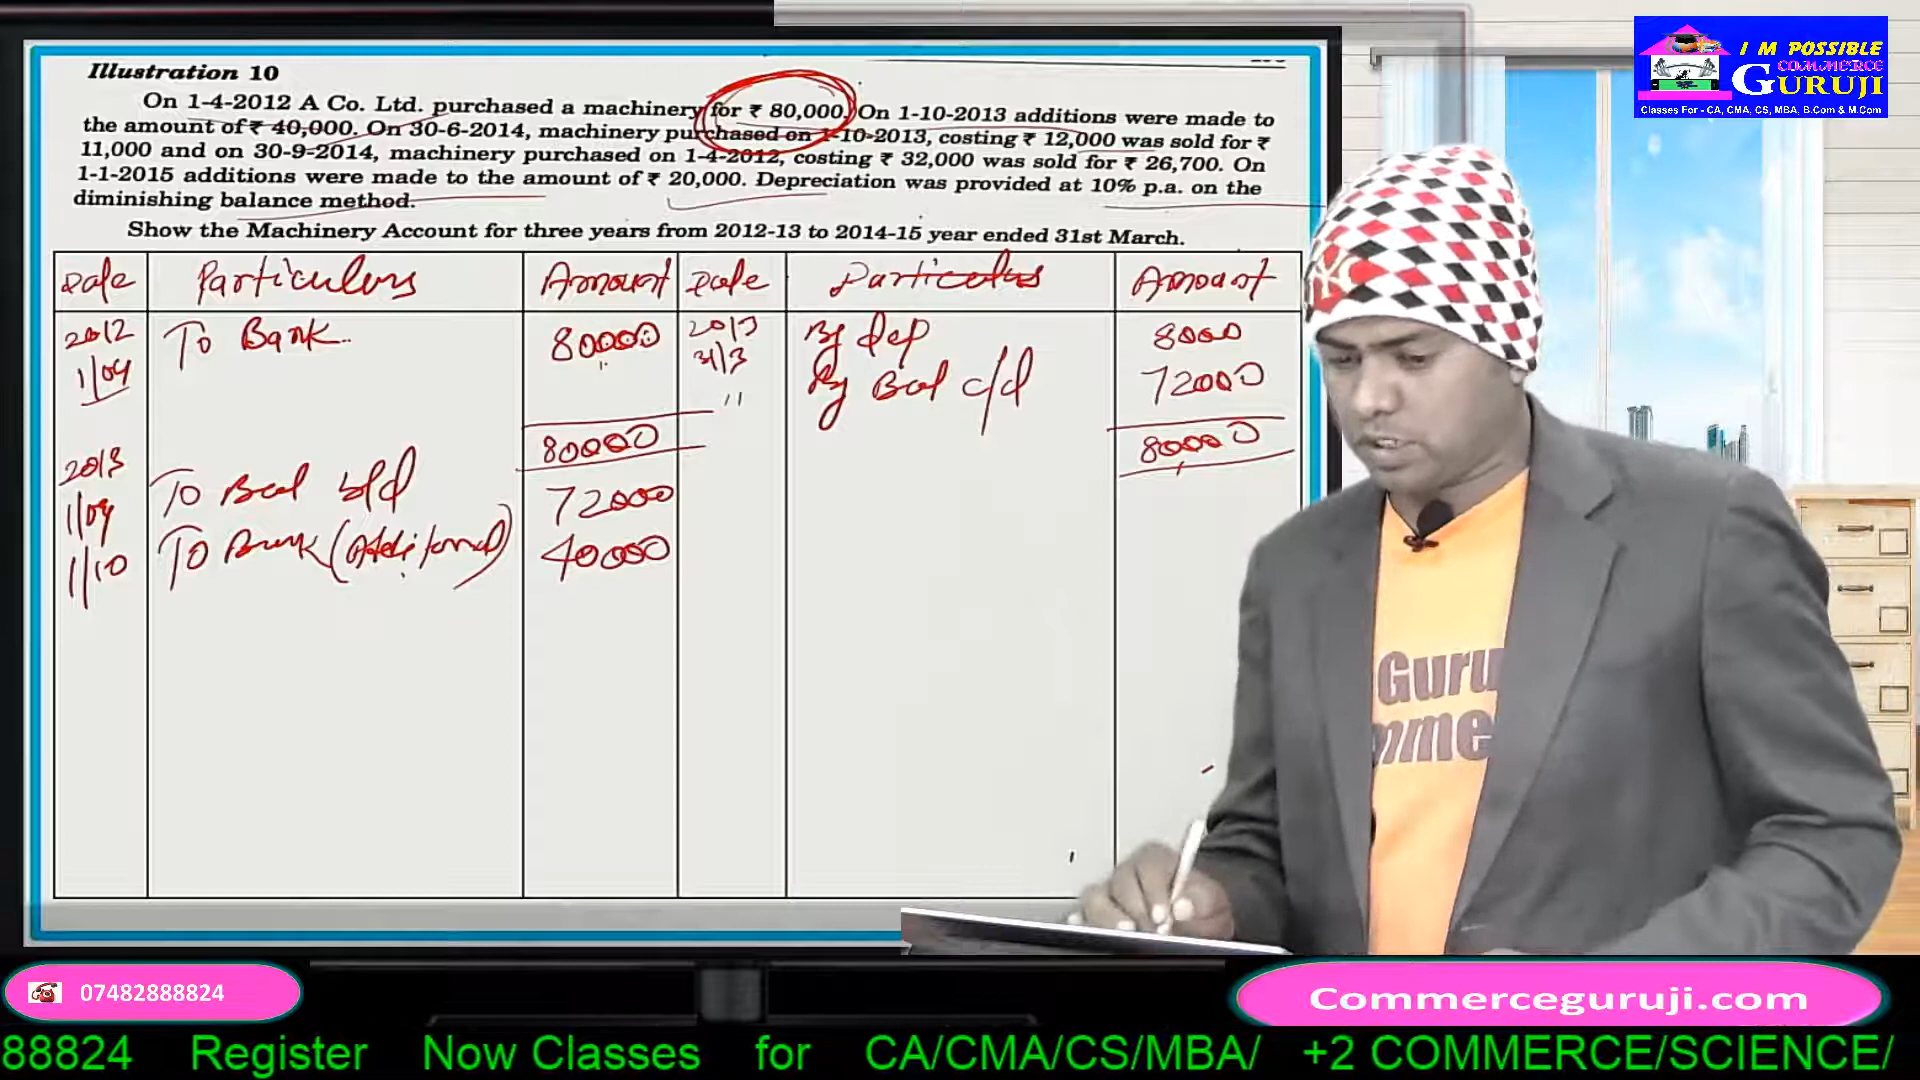 I M POSSIBLE
COMMERCE
GURUJI
Classes For - CA, CMA, CS, MBA, B.Com & M.Com
Illustration 10
On 1-4-2012 A Co. Ltd. purchased a machinery for ₹ 80,000. On 1-10-2013 additions were made to
the amount of ₹ 40,000. On 30-6-2014, machinery purchased on 1-10-2013, costing ₹ 12,000 was sold for ₹
11,000 and on 30-9-2014, machinery purchased on 1-4-2012, costing ₹ 32,000 was sold for ₹ 26,700. On
1-1-2015 additions were made to the amount of ₹ 20,000. Depreciation was provided at 10% p.a. on the
diminishing balance method.
Show the Machinery Account for three years from 2012-13 to 2014-15 year ended 31st March.
Date Particulars Amount Date Particulars Amount
2012 To Bank 80000 2013 By dep 8000
1/04 31/3 By Bal c/d 72000
"
80000 80000
2013
1/04 To Bal b/d 72000
1/10 To Bank (Additional) 40000
Guru
mme
07482888824
Commerceguruji.com
88824 Register Now Classes for CA/CMA/CS/MBA/ +2 COMMERCE/SCIENCE/